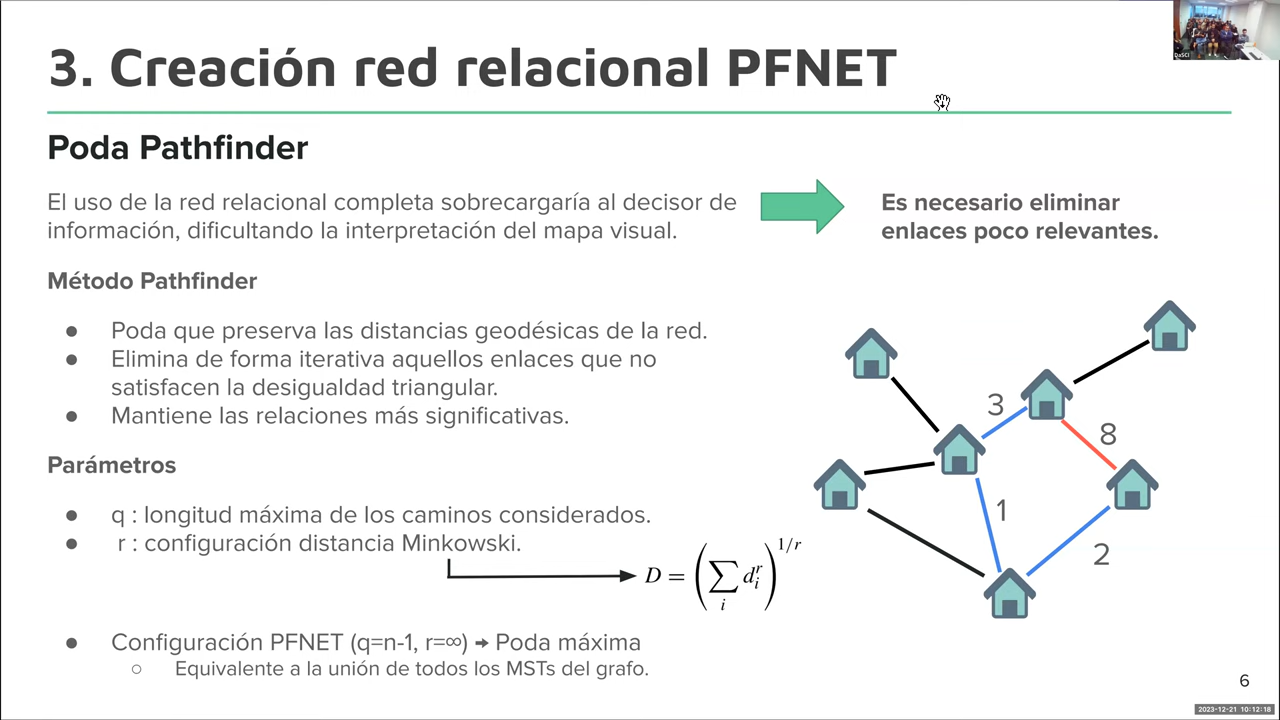 3. Creación red relacional PFNET
DaSCI
Poda Pathfinder
El uso de la red relacional completa sobrecargaría al decisor de
información, dificultando la interpretación del mapa visual.
Es necesario eliminar
enlaces poco relevantes.
Método Pathfinder
● Poda que preserva las distancias geodésicas de la red.
● Elimina de forma iterativa aquellos enlaces que no
satisfacen la desigualdad triangular.
● Mantiene las relaciones más significativas.
3
8
1
2
Parámetros
● q : longitud máxima de los caminos considerados.
● r : configuración distancia Minkowski.
D = (∑_i d_i^r)^{1/r}
● Configuración PFNET (q=n-1, r=∞) → Poda máxima
○ Equivalente a la unión de todos los MSTs del grafo.
6
2023-12-21 10:12:18